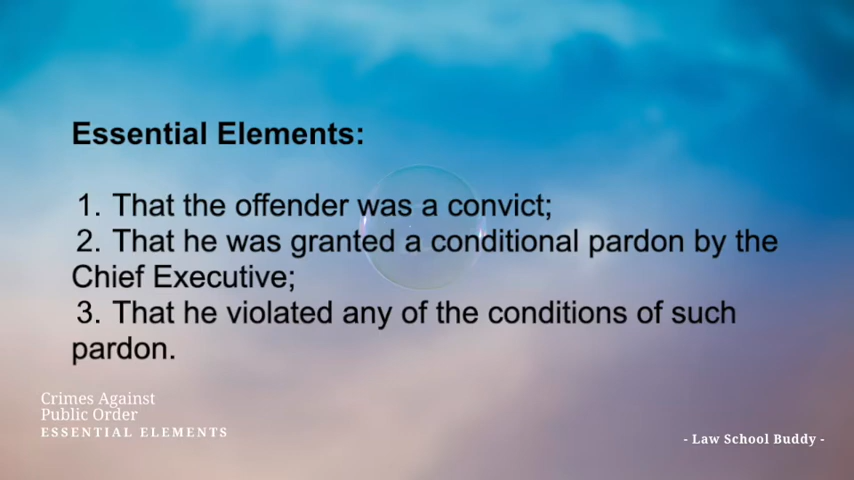 Essential Elements:
1. That the offender was a convict;
2. That he was granted a conditional pardon by the
Chief Executive;
3. That he violated any of the conditions of such
pardon.
Crimes Against
Public Order
ESSENTIAL ELEMENTS
- Law School Buddy -